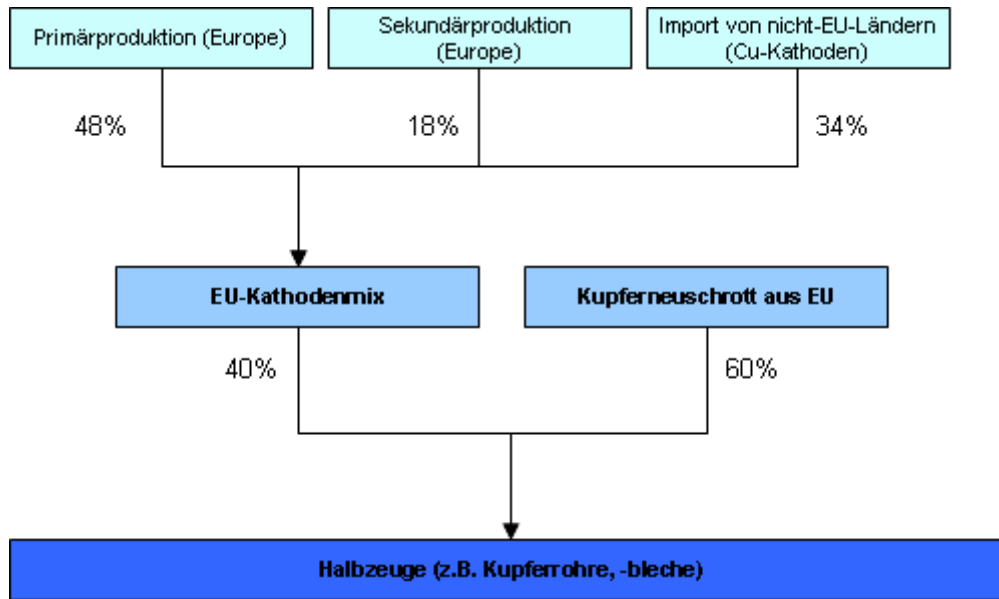 Primärproduktion (Europe)
Sekundärproduktion
(Europe)
Import von nicht-EU-Ländern
(Cu-Kathoden)
48%
18%
34%
EU-Kathodenmix
Kupferneuschrott aus EU
40%
60%
Halbzeuge (z.B. Kupferrohre, -bleche)